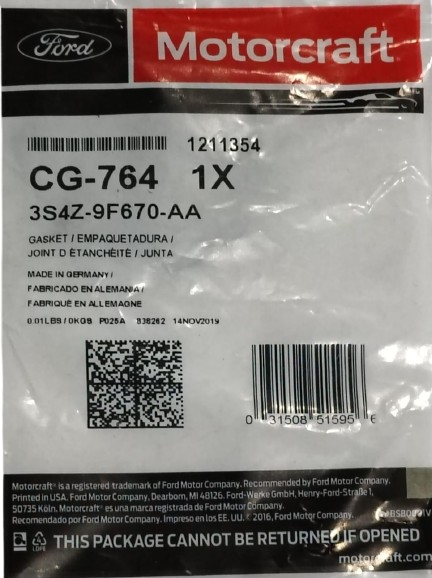 Ford Motorcraft
1211354
CG-764 1X
3S4Z-9F670-AA
GASKET / EMPAQUETADURA /
JOINT D ÉTANCHÉITÉ / JUNTA
MADE IN GERMANY /
FABRICADO EN ALEMANIA /
FABRIQUÉ EN ALLEMAGNE
0.01LBS / 0KGS P025A 838262 14NOV2019
0 31508 51595 6
Motorcraft® is a registered trademark of Ford Motor Company. Recommended by Ford Motor Company.
Printed in USA. Ford Motor Company, Dearborn, MI 48126. Ford-Werke GmbH, Henry-Ford-Straße 1,
50735 Köln. Motorcraft® es una marca registrada de Ford Motor Company.
Recomendado por Ford Motor Company. Impreso en los EE. UU. © 2016, Ford Motor Company.
LDPE THIS PACKAGE CANNOT BE RETURNED IF OPENED
motorcraft.com